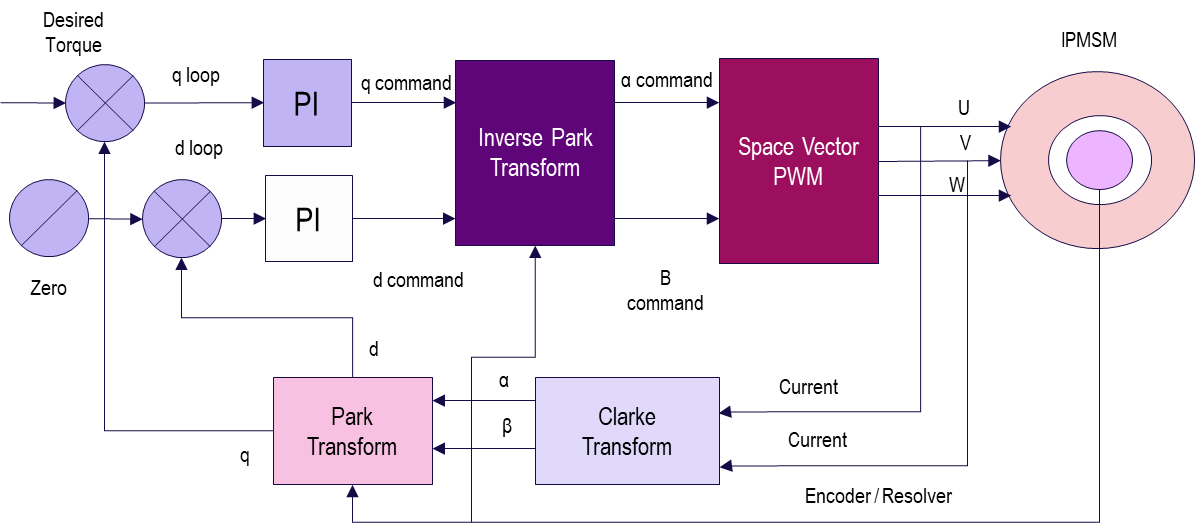 Desired
Torque
IPMSM
q loop
PI
q command
α command
U
Inverse Park
Transform
Space Vector
PWM
V
d loop
W
PI
Zero
d command
B
command
d
α
Current
Park
Transform
Clarke
Transform
β
Current
q
Encoder / Resolver